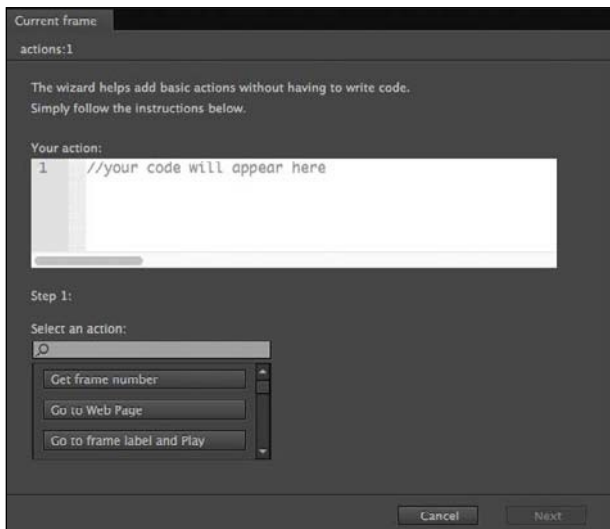 Current frame
actions:1
The wizard helps add basic actions without having to write code.
Simply follow the instructions below.
Your action:
1 //your code will appear here
Step 1:
Select an action:
Get frame number
Go to Web Page
Go to frame label and Play
Cancel
Next